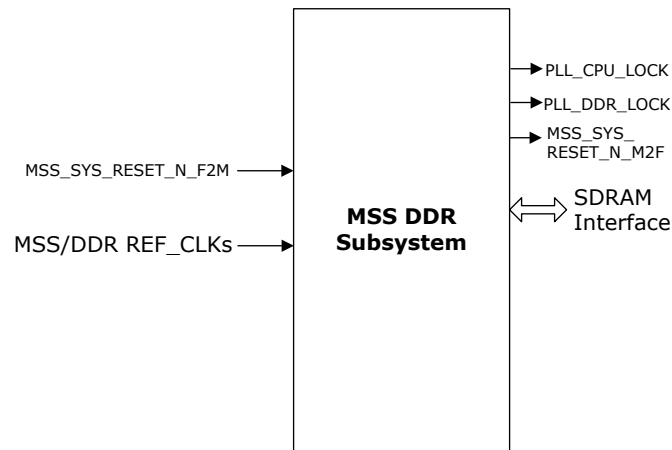 PLL_CPU_LOCK
PLL_DDR_LOCK
MSS_SYS_
RESET_N_M2F
MSS_SYS_RESET_N_F2M
MSS DDR
Subsystem
SDRAM
Interface
MSS/DDR REF_CLKs